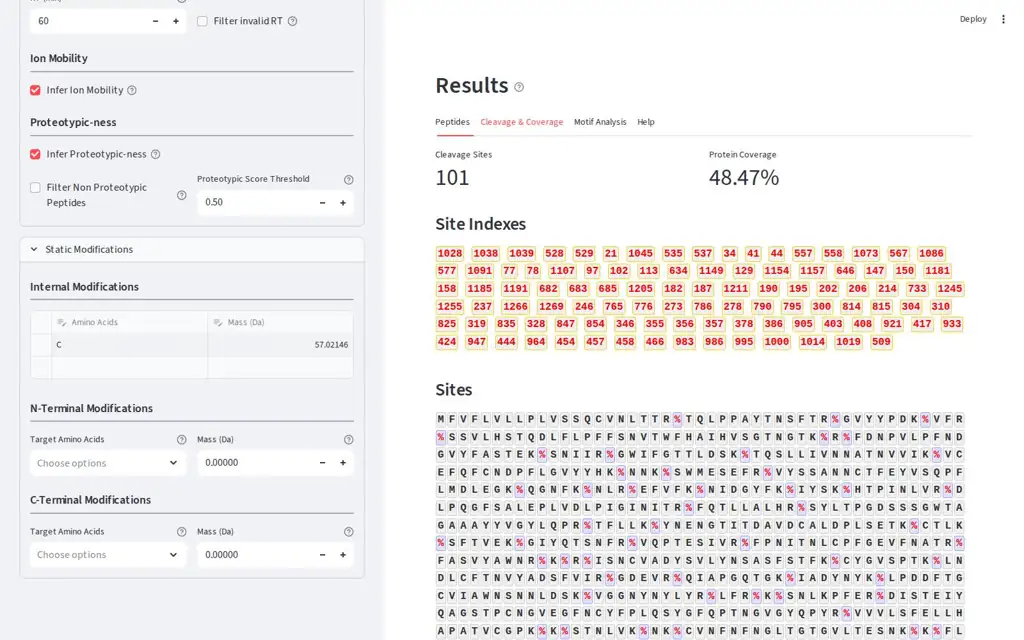 60
Filter invalid RT
Ion Mobility
Infer Ion Mobility
Proteotypic-ness
Infer Proteotypic-ness
Filter Non Proteotypic
Peptides
Proteotypic Score Threshold
0.50
Static Modifications
Internal Modifications
Amino Acids Mass (Da)
C 57.02146
N-Terminal Modifications
Target Amino Acids Mass (Da)
Choose options 0.00000
C-Terminal Modifications
Target Amino Acids Mass (Da)
Choose options 0.00000
Deploy
Results
Peptides Cleavage & Coverage Motif Analysis Help
Cleavage Sites Protein Coverage
101 48.47%
Site Indexes
1028 1038 1039 528 529 21 1045 535 537 34 41 44 557 558 1073 567 1086
577 1091 77 78 1107 97 102 113 634 1149 129 1154 1157 646 147 150 1181
158 1185 1191 682 683 685 1205 182 187 1211 190 195 202 206 214 733 1245
1255 237 1266 1269 246 765 776 273 786 278 790 795 300 814 815 304 310
825 319 835 328 847 854 346 355 356 357 378 386 905 403 408 921 417 933
424 947 444 964 454 457 458 466 983 986 995 1000 1014 1019 509
Sites
M F V F L V L L P L V S S Q C V N L T T R % T Q L P P A Y T N S F T R % G V Y Y P D K % V F R
% S S V L H S T Q D L F L P F F S N V T W F H A I H V S G T N G T K % R % F D N P V L P F N D
G V Y F A S T E K % S N I I R % G W I F G T T L D S K % T Q S L L I V N N A T N V V I K % V C
E F Q F C N D P F L G V Y Y H K % N N K % S W M E S E F R % V Y S S A N N C T F E Y V S Q P F
L M D L E G K % Q G N F K % N L R % E F V F K % N I D G Y F K % I Y S K % H T P I N L V R % D
L P Q G F S A L E P L V D L P I G I N I T R % F Q T L L A L H R % S Y L T P G D S S S G W T A
G A A A Y Y V G Y L Q P R % T F L L K % Y N E N G T I T D A V D C A L D P L S E T K % C T L K
% S F T V E K % G I Y Q T S N F R % V Q P T E S I V R % F P N I T N L C P F G E V F N A T R %
F A S V Y A W N R % K % R % I S N C V A D Y S V L Y N S A S F S T F K % C Y G V S P T K % L N
D L C F T N V Y A D S F V I R % G D E V R % Q I A P G Q T G K % I A D Y N Y K % L P D D F T G
C V I A W N S N N L D S K % V G G N Y N Y L Y R % L F R % K % S N L K P F E R % D I S T E I Y
Q A G S T P C N G V E G F N C Y F P L Q S Y G F Q P T N G V G Y Q P Y R % V V V L S F E L L H
A P A T V C G P K % K % S T N L V K % N K % C V N F N F N G L T G T G V L T E S N K % K % F L